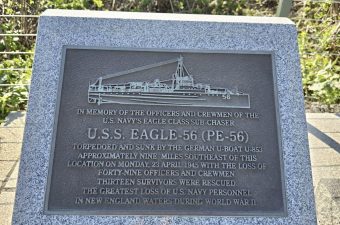 56
IN MEMORY OF THE OFFICERS AND CREWMEN OF THE
U.S. NAVY'S EAGLE CLASS SUB-CHASER
U.S.S. EAGLE-56 (PE-56)
TORPEDOED AND SUNK BY THE GERMAN U-BOAT U-853
APPROXIMATELY NINE MILES SOUTHEAST OF THIS
LOCATION ON MONDAY 23 APRIL 1945 WITH THE LOSS OF
FORTY-NINE OFFICERS AND CREWMEN
THIRTEEN SURVIVORS WERE RESCUED
THE GREATEST LOSS OF U.S. NAVY PERSONNEL
IN NEW ENGLAND WATERS DURING WORLD WAR II